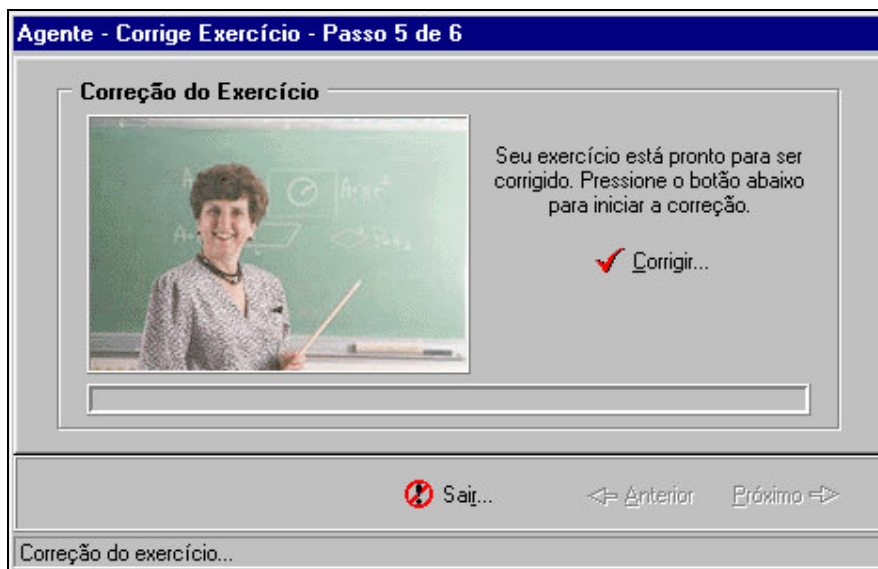 Agente - Corrige Exercício - Passo 5 de 6
Correção do Exercício
Seu exercício está pronto para ser
corrigido. Pressione o botão abaixo
para iniciar a correção.
Corrigir...
Sair...
Anterior
Próximo
Correção do exercício...